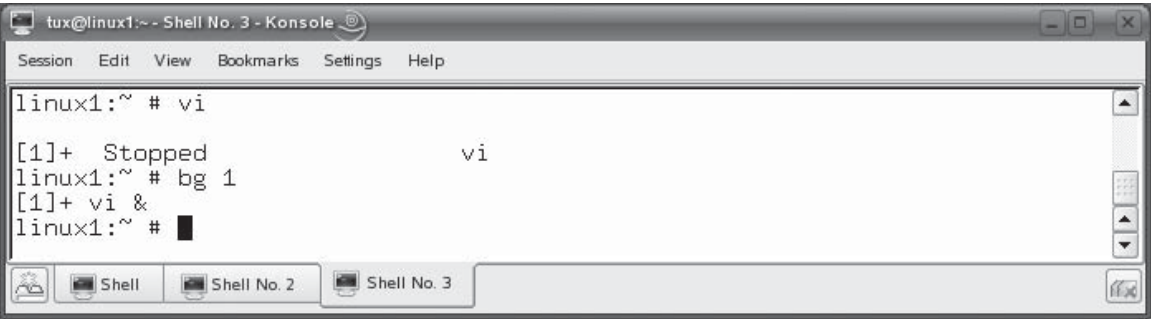 tux@linux1:~ - Shell No. 3 - Konsole
Session Edit View Bookmarks Settings Help
linux1:~ # vi
[1]+  Stopped                 vi
linux1:~ # bg 1
[1]+ vi &
linux1:~ #
Shell Shell No. 2 Shell No. 3